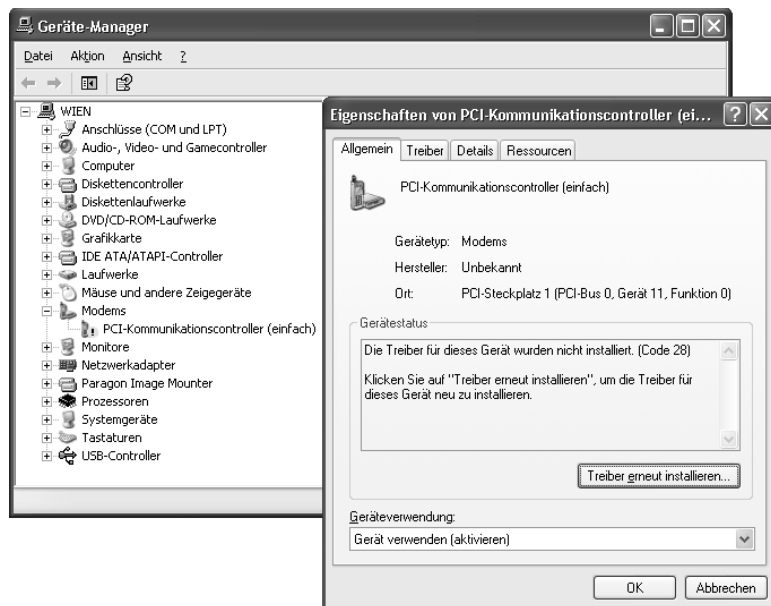 Geräte-Manager
Datei Aktion Ansicht ?
WIEN
Anschlüsse (COM und LPT)
Audio-, Video- und Gamecontroller
Computer
Diskettencontroller
Diskettenlaufwerke
DVD/CD-ROM-Laufwerke
Grafikkarte
IDE ATA/ATAPI-Controller
Laufwerke
Mäuse und andere Zeigegeräte
Modems
PCI-Kommunikationscontroller (einfach)
Monitore
Netzwerkadapter
Paragon Image Mounter
Prozessoren
Systemgeräte
Tastaturen
USB-Controller
Eigenschaften von PCI-Kommunikationscontroller (ei...
Allgemein Treiber Details Ressourcen
PCI-Kommunikationscontroller (einfach)
Gerätetyp: Modems
Hersteller: Unbekannt
Ort: PCI-Steckplatz 1 (PCI-Bus 0, Gerät 11, Funktion 0)
Gerätestatus
Die Treiber für dieses Gerät wurden nicht installiert. (Code 28)
Klicken Sie auf "Treiber erneut installieren", um die Treiber für
dieses Gerät neu zu installieren.
Treiber erneut installieren...
Geräteverwendung:
Gerät verwenden (aktivieren)
OK Abbrechen